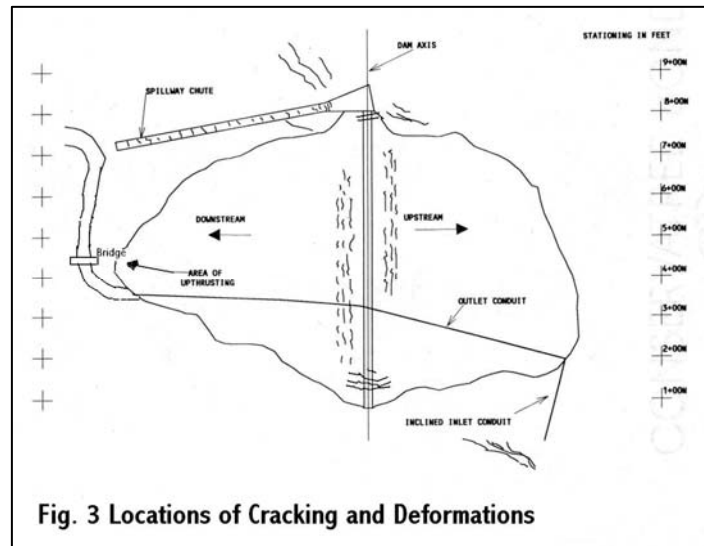 STATIONING IN FEET
DAM AXIS
9+00N
SPILLWAY CHUTE
8+00N
7+00N
6+00N
DOWNSTREAM
UPSTREAM
5+00N
Bridge
AREA OF
UPTHRUSTING
4+00N
OUTLET CONDUIT
3+00N
2+00N
1+00N
INCLINED INLET CONDUIT
Fig. 3 Locations of Cracking and Deformations